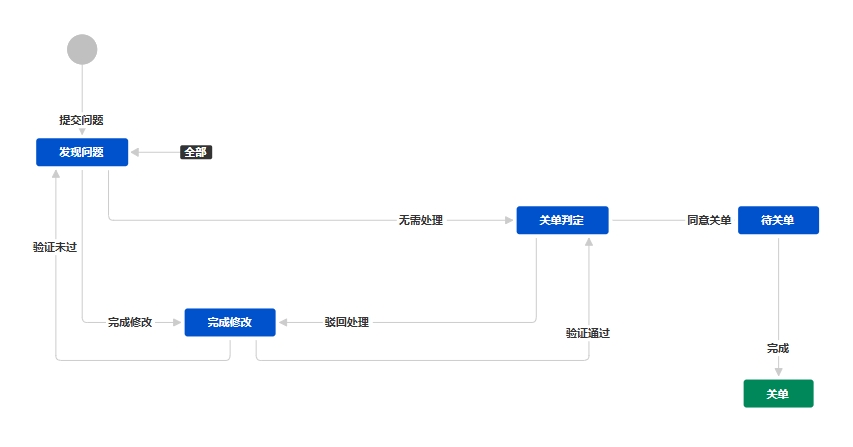 提交问题
发现问题
全部
无需处理
关单判定
同意关单
待关单
验证未过
完成修改
完成修改
驳回处理
验证通过
完成
关单